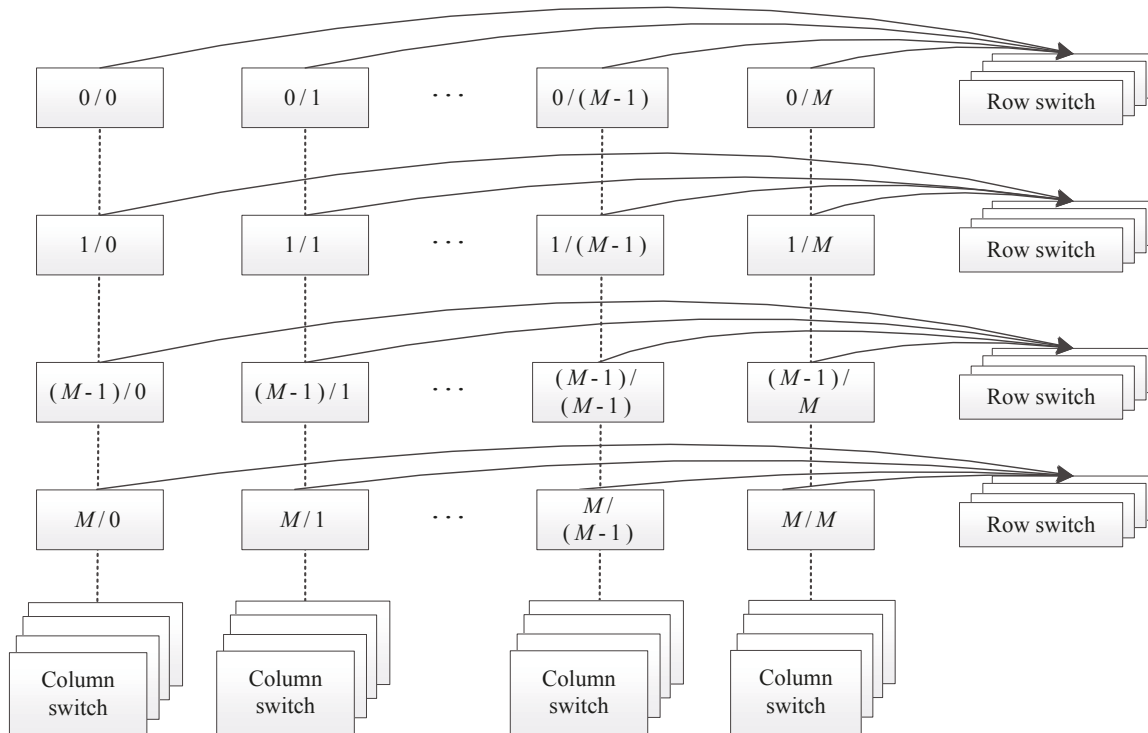 0/0 0/1 ... 0/(M-1) 0/M Row switch
1/0 1/1 ... 1/(M-1) 1/M Row switch
(M-1)/0 (M-1)/1 ... (M-1)/ (M-1)/ Row switch
(M-1) M
M/0 M/1 ... M/ M/M Row switch
(M-1)
Column Column Column Column
switch switch switch switch